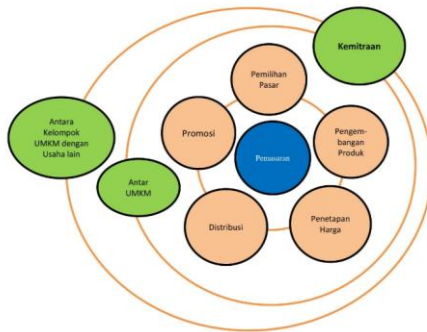 Kemitraan
Pemilihan
Pasar
Antara
Kelompok
UMKM dengan
Usaha lain
Promosi
Pengem-
bangan
Produk
Pemasaran
Antar
UMKM
Distribusi
Penetapan
Harga